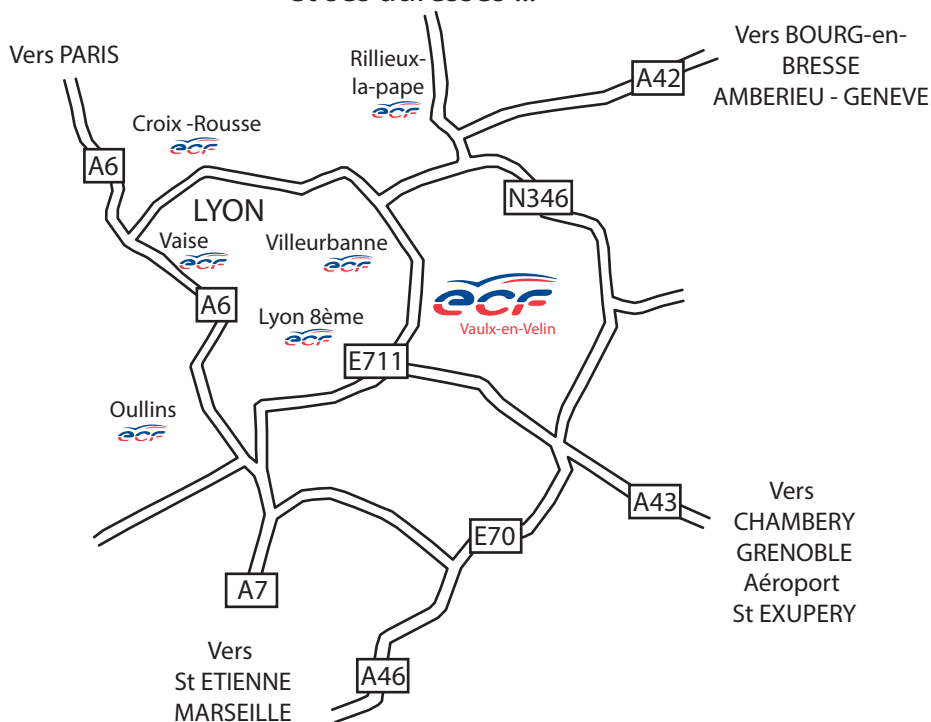 Vers PARIS
Rillieux-
la-pape
ecf
A42
Vers BOURG-en-
BRESSE
AMBERIEU - GENEVE
Croix -Rousse
ecf
A6
N346
LYON
Vaise
ecf
Villeurbanne
ecf
ecf
Vaulx-en-Velin
A6
Lyon 8ème
ecf
E711
Oullins
ecf
A43
Vers
CHAMBERY
GRENOBLE
Aéroport
St EXUPERY
E70
A7
Vers
St ETIENNE
MARSEILLE
A46